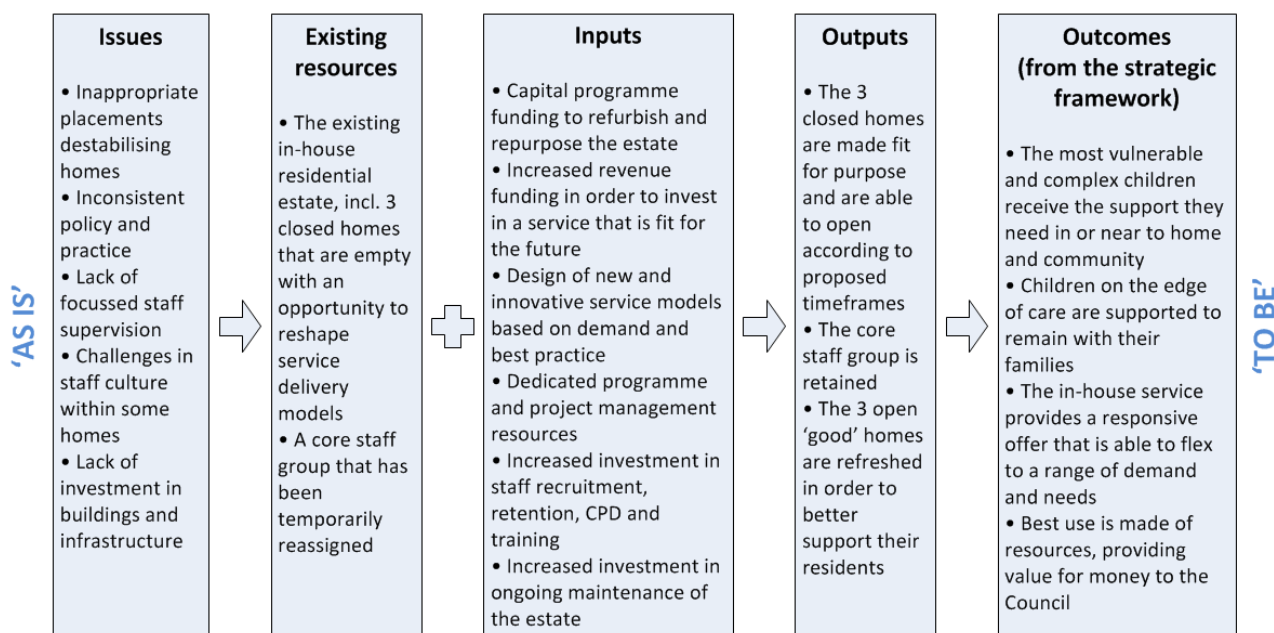 'AS IS'
Issues
• Inappropriate
placements
destabilising
homes
• Inconsistent
policy and
practice
• Lack of
focussed staff
supervision
• Challenges in
staff culture
within some
homes
• Lack of
investment in
buildings and
infrastructure
Existing
resources
• The existing
in-house
residential
estate, incl. 3
closed homes
that are empty
with an
opportunity to
reshape
service
delivery
models
• A core staff
group that has
been
temporarily
reassigned
Inputs
• Capital programme
funding to refurbish and
repurpose the estate
• Increased revenue
funding in order to invest
in a service that is fit for
the future
• Design of new and
innovative service models
based on demand and
best practice
• Dedicated programme
and project management
resources
• Increased investment in
staff recruitment,
retention, CPD and
training
• Increased investment in
ongoing maintenance of
the estate
Outputs
• The 3
closed homes
are made fit
for purpose
and are able
to open
according to
proposed
timeframes
• The core
staff group is
retained
• The 3 open
'good' homes
are refreshed
in order to
better
support their
residents
Outcomes
(from the strategic
framework)
• The most vulnerable
and complex children
receive the support they
need in or near to home
and community
• Children on the edge
of care are supported to
remain with their
families
• The in-house service
provides a responsive
offer that is able to flex
to a range of demand
and needs
• Best use is made of
resources, providing
value for money to the
Council
'TO BE'